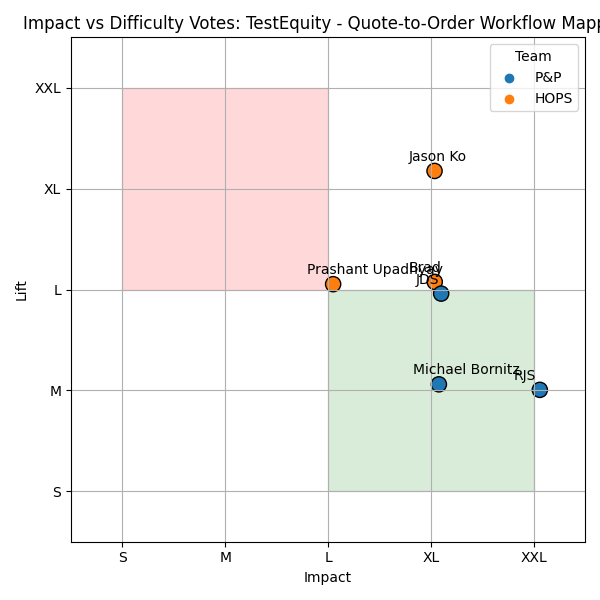 Impact vs Difficulty Votes: TestEquity - Quote-to-Order Workflow Mapp
Team
P&P
HOPS
XXL
Jason Ko
XL
Brad
Prashant Upadhyay
JDS
L
Lift
Michael Bornitz
RJS
M
S
S M L XL XXL
Impact